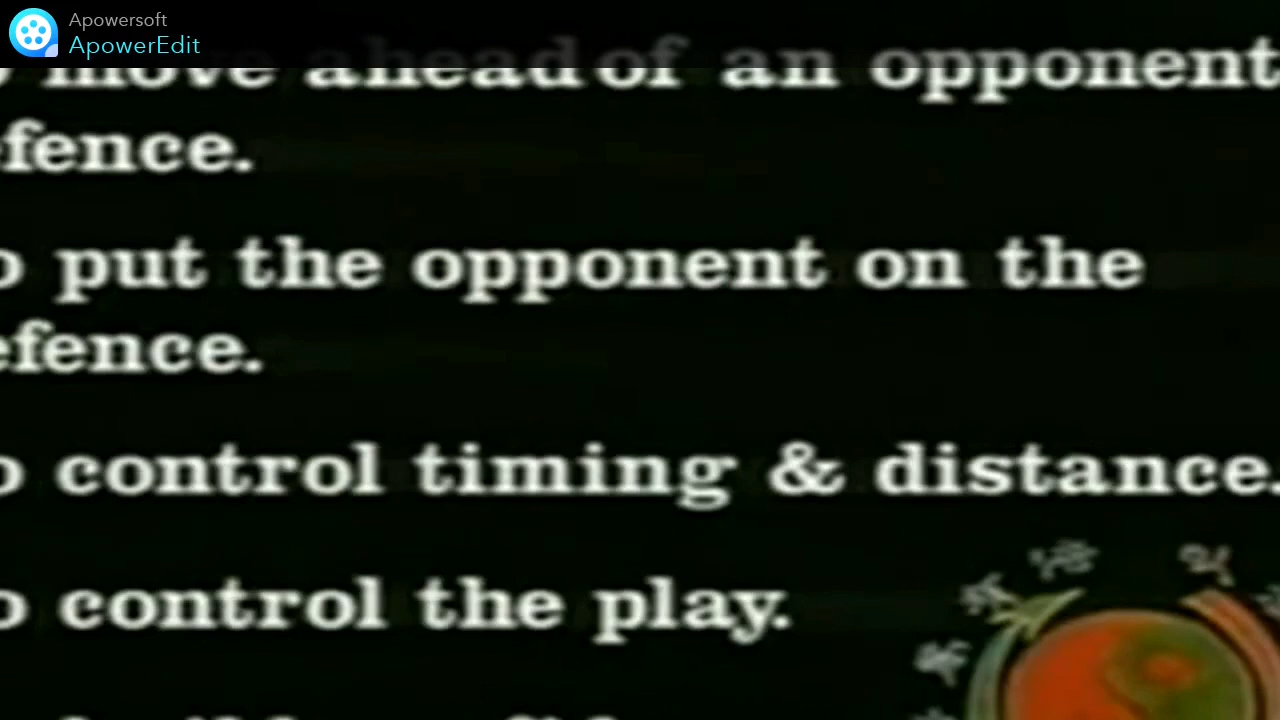 Apowersoft
ApowerEdit
o move ahead of an opponent
efence.
o put the opponent on the
efence.
o control timing & distance.
o control the play.